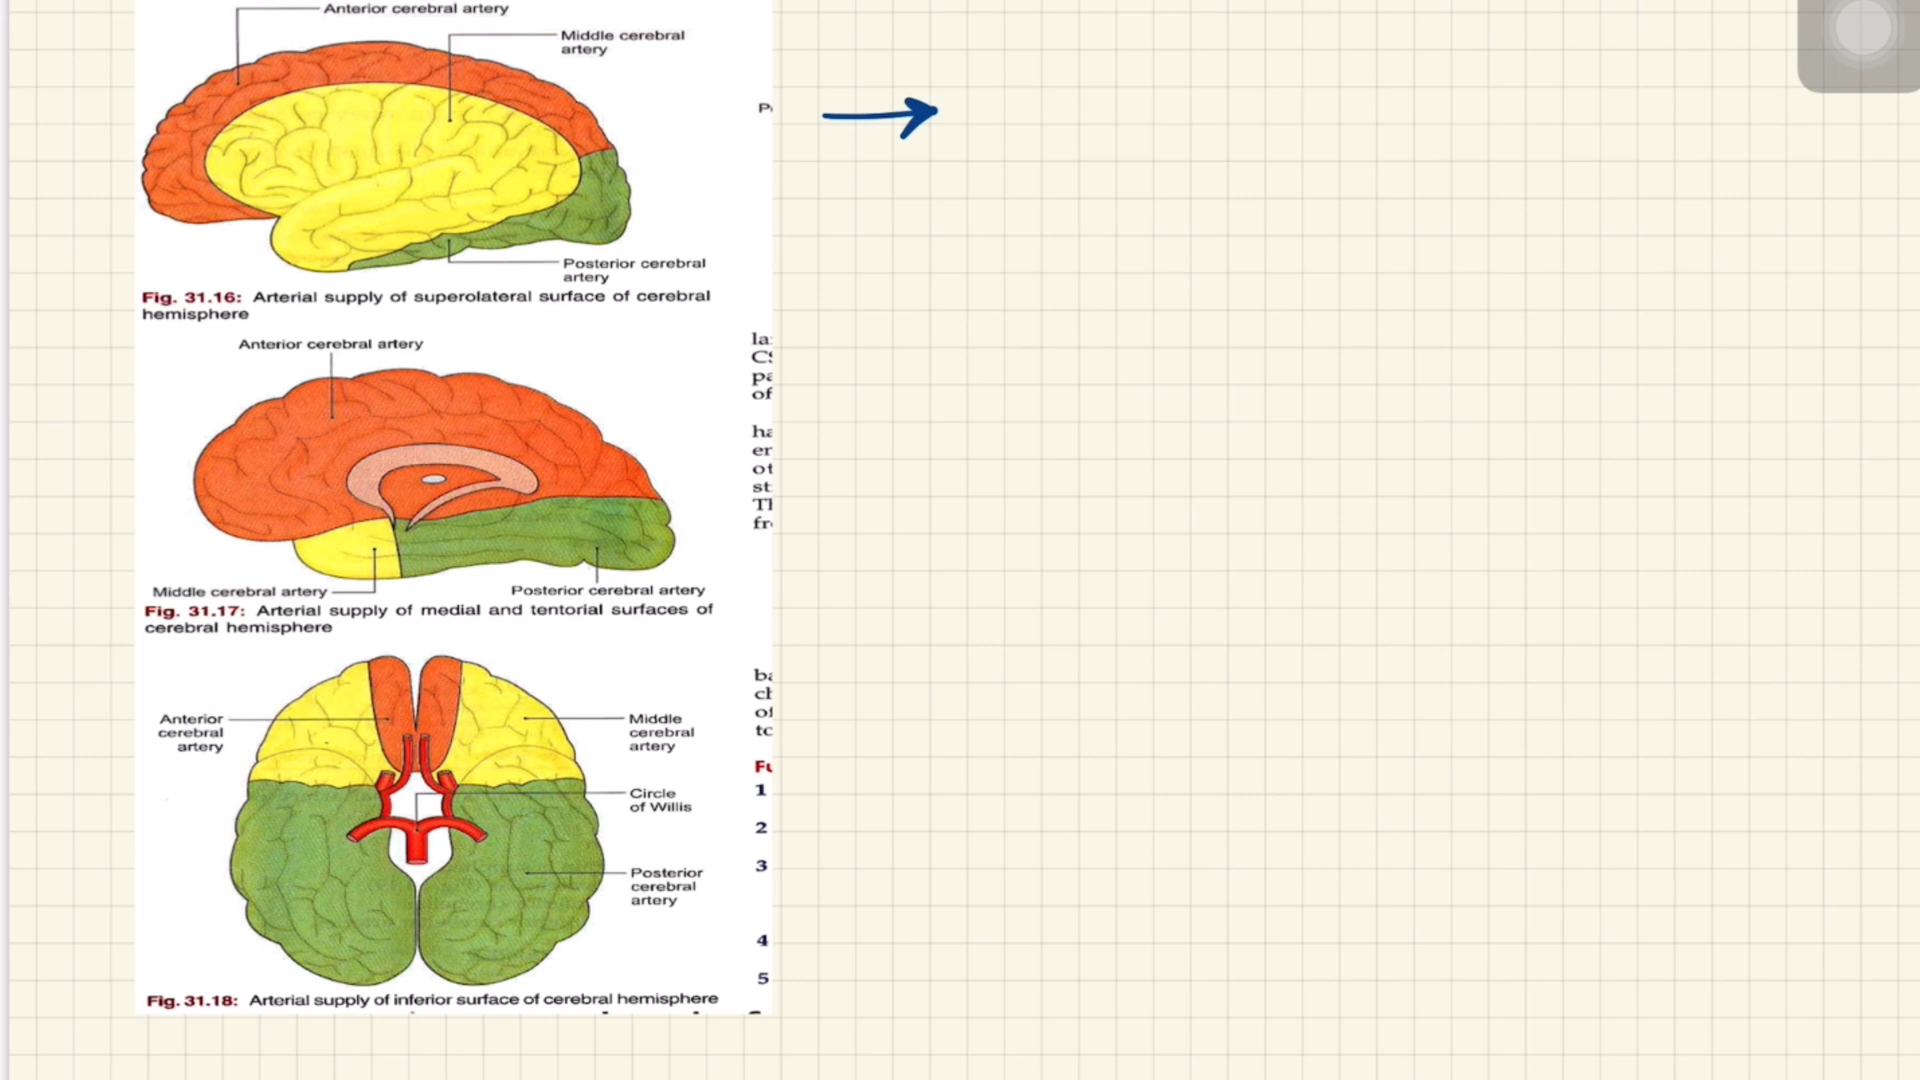 Anterior cerebral artery
Middle cerebral
artery
Posterior cerebral
artery
Fig. 31.16: Arterial supply of superolateral surface of cerebral
hemisphere
Anterior cerebral artery
Middle cerebral artery
Posterior cerebral artery
Fig. 31.17: Arterial supply of medial and tentorial surfaces of
cerebral hemisphere
Anterior
cerebral
artery
Middle
cerebral
artery
Circle
of Willis
Posterior
cerebral
artery
Fig. 31.18: Arterial supply of inferior surface of cerebral hemisphere
1
2
3
4
5